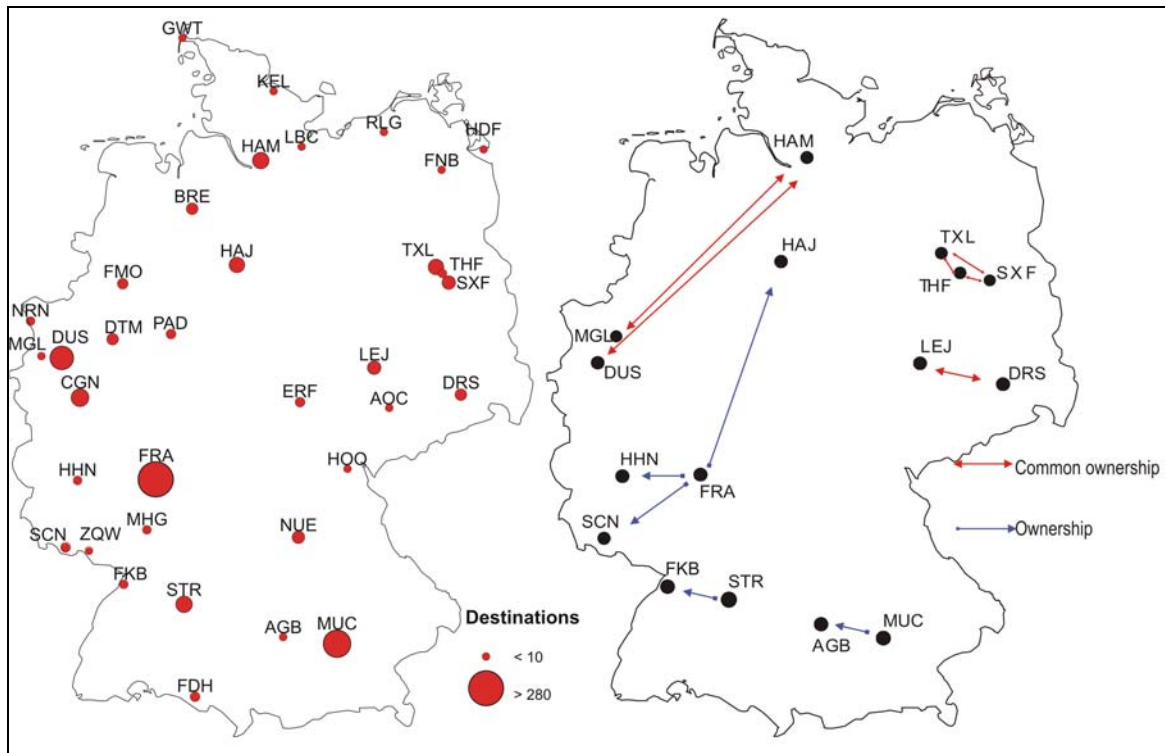 GWT
KEL
HAM
LBC
RLG
HDF
FNB
BRE
HAJ
TXL
THF
SXF
FMO
NRN
MGL
DUS
DTM
PAD
CGN
LEJ
ERF
AOC
DRS
HHN
FRA
HOQ
MHG
SCN
ZQW
NUE
FKB
STR
AGB
MUC
FDH
Destinations
< 10
> 280
HAM
HAJ
TXL
THF
SXF
MGL
DUS
LEJ
DRS
HHN
FRA
SCN
FKB
STR
AGB
MUC
Common ownership
Ownership